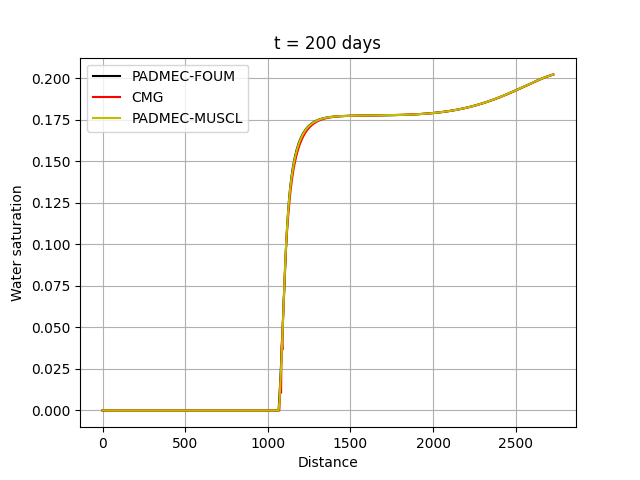 t = 200 days
PADMEC-FOUM
CMG
PADMEC-MUSCL
Water saturation
0.200
0.175
0.150
0.125
0.100
0.075
0.050
0.025
0.000
0 500 1000 1500 2000 2500
Distance